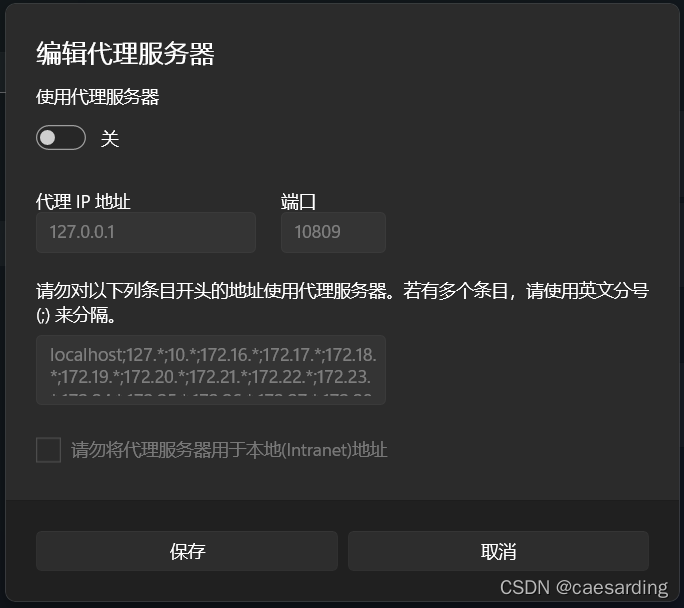 编辑代理服务器
使用代理服务器
关
代理 IP 地址
端口
127.0.0.1
10809
请勿对以下列条目开头的地址使用代理服务器。若有多个条目，请使用英文分号
(;) 来分隔。
localhost;127.*;10.*;172.16.*;172.17.*;172.18.
*;172.19.*;172.20.*;172.21.*;172.22.*;172.23.
请勿将代理服务器用于本地(Intranet)地址
保存
取消
CSDN @caesarding